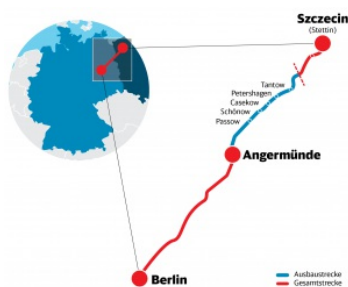 Szczecin
(Stettin)
Tantow
Petershagen
Casekow
Schönow
Passow
Angermünde
Berlin
Ausbaustrecke
Gesamtstrecke